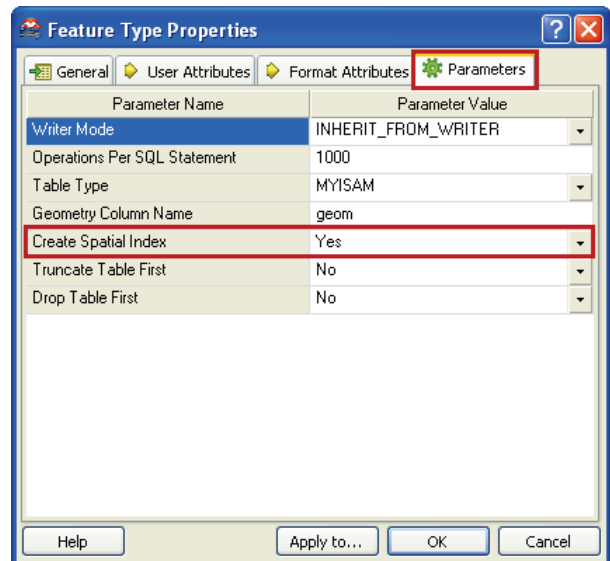 Feature Type Properties
General User Attributes Format Attributes Parameters
Parameter Name Parameter Value
Writer Mode INHERIT_FROM_WRITER
Operations Per SQL Statement 1000
Table Type MYISAM
Geometry Column Name geom
Create Spatial Index Yes
Truncate Table First No
Drop Table First No
Help Apply to... OK Cancel